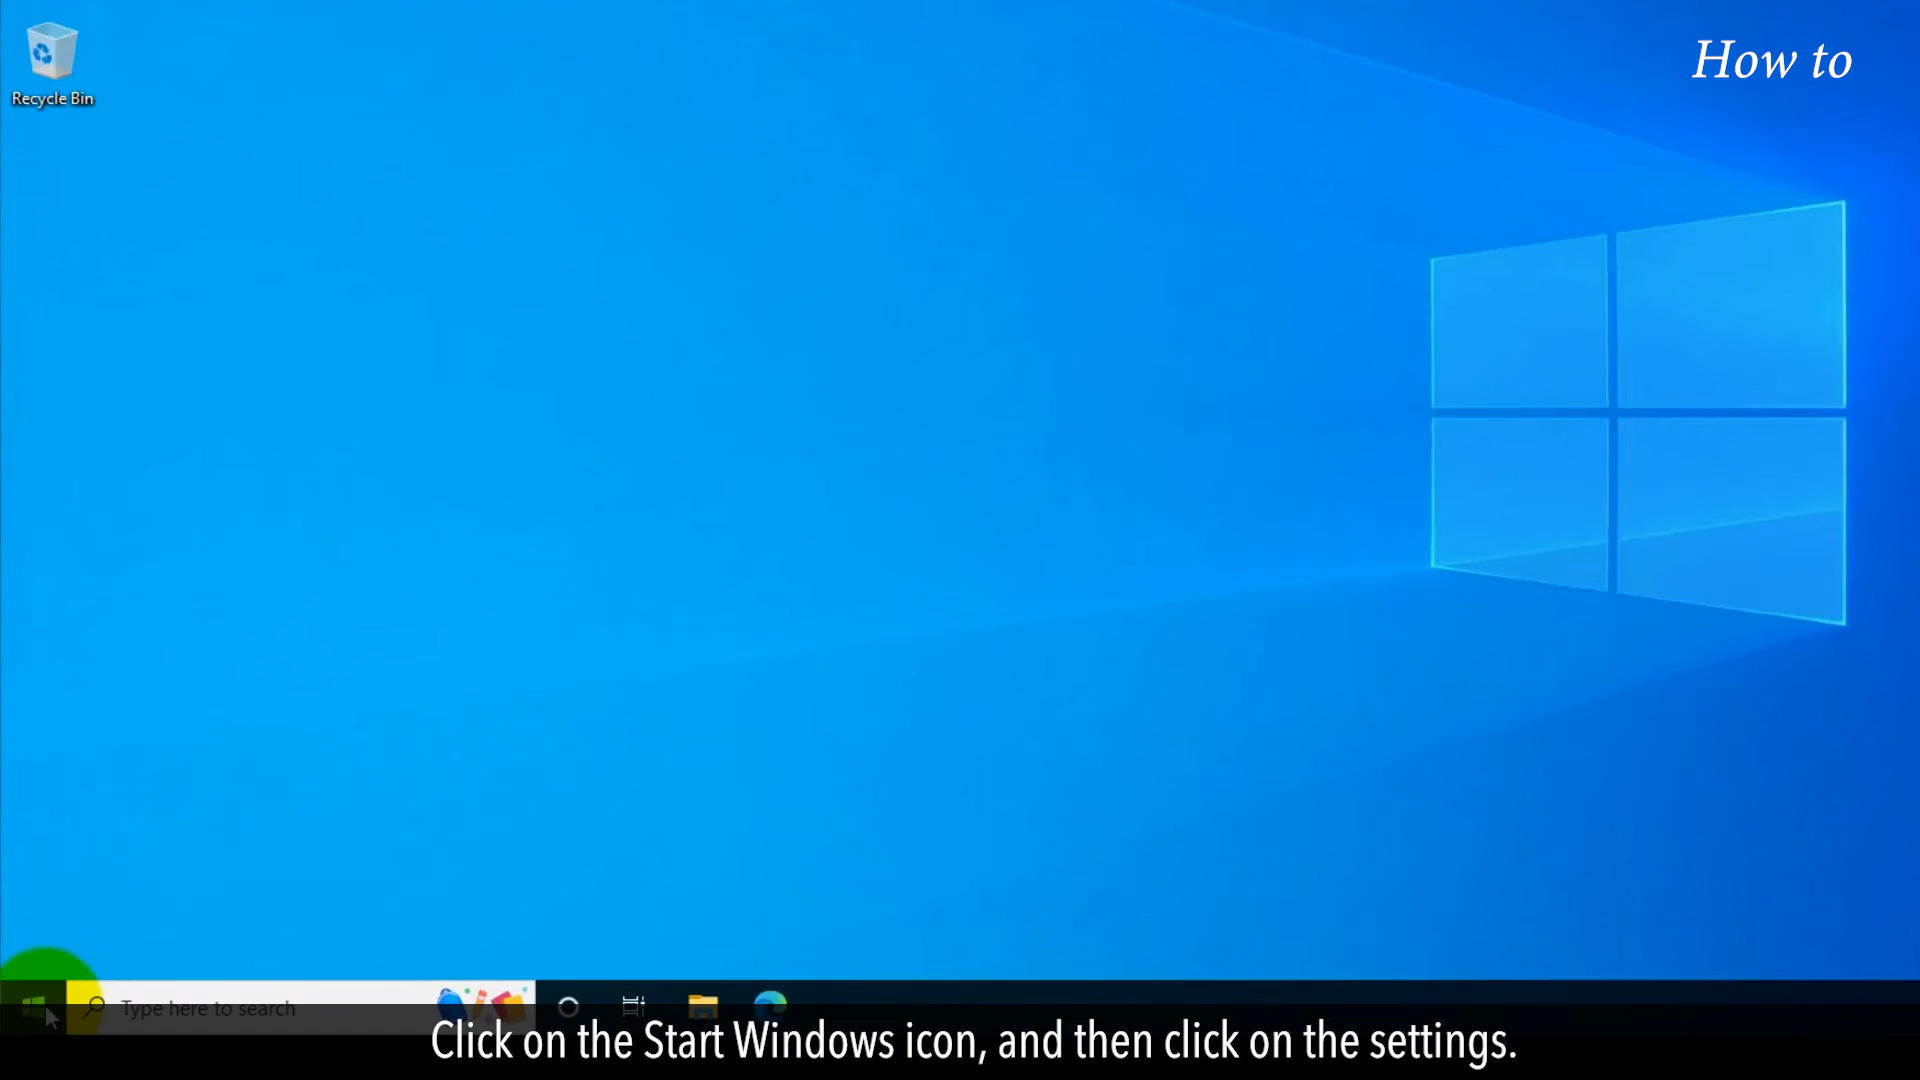 How to
Recycle Bin
Type here to search
Click on the Start Windows icon, and then click on the settings.